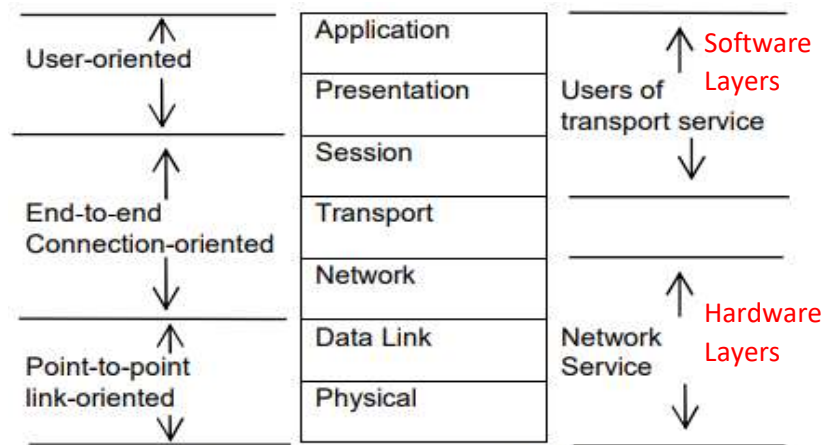 User-oriented
End-to-end
Connection-oriented
Point-to-point
link-oriented
Application
Presentation
Session
Transport
Network
Data Link
Physical
Software
Layers
Users of
transport service
Hardware
Layers
Network
Service